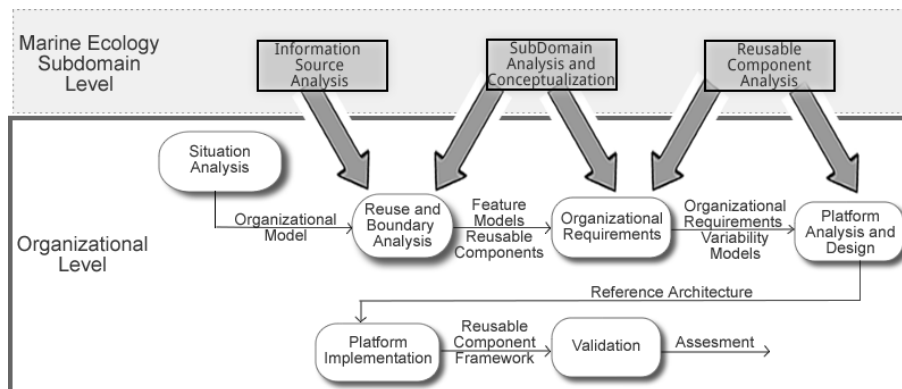 Marine Ecology
Subdomain
Level
Information
Source
Analysis
SubDomain
Analysis and
Conceptualization
Reusable
Component
Analysis
Situation
Analysis
Organizational
Level
Organizational
Model
Reuse and
Boundary
Analysis
Feature
Models
Reusable
Components
Organizational
Requirements
Organizational
Requirements
Variability
Models
Platform
Analysis and
Design
Reference Architecture
Platform
Implementation
Reusable
Component
Framework
Validation
Assesment